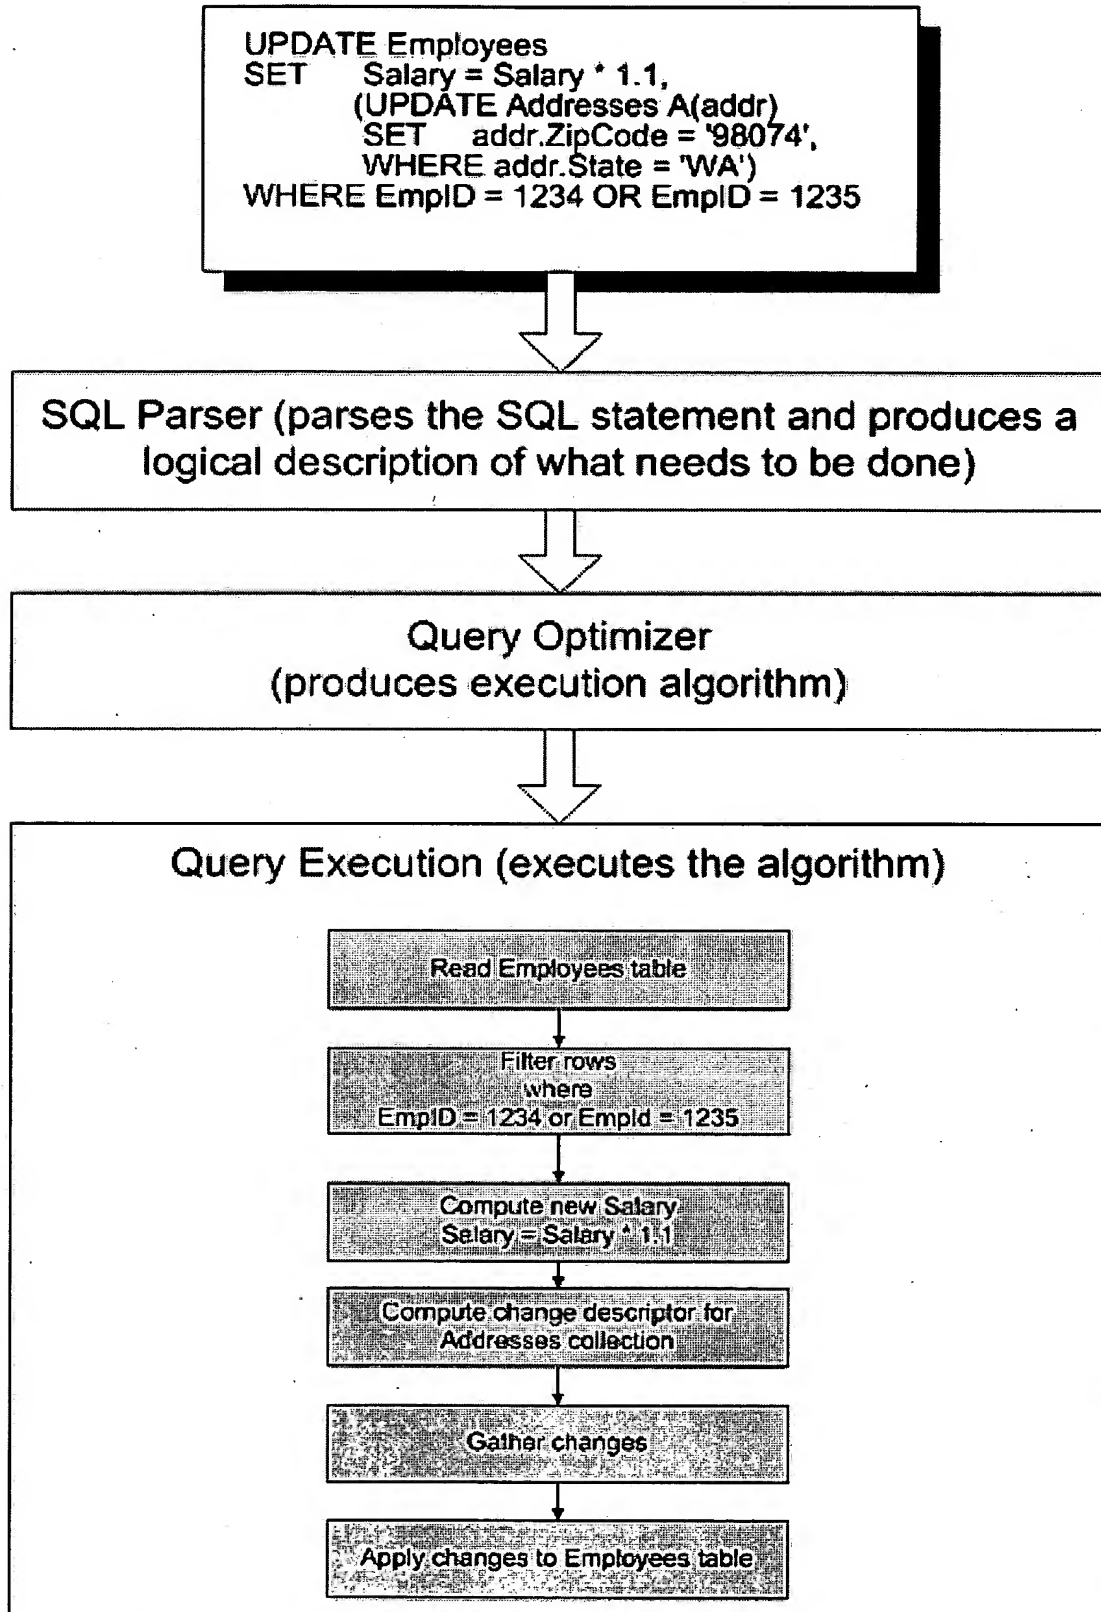 UPDATE Employees
SET Salary = Salary * 1.1,
(UPDATE Addresses A(addr)
SET addr.ZipCode = '98074',
WHERE addr.State = 'WA')
WHERE EmpID = 1234 OR EmpID = 1235
SQL Parser (parses the SQL statement and produces a
logical description of what needs to be done)
Query Optimizer
(produces execution algorithm)
Query Execution (executes the algorithm)
Read Employees table
Filter rows
where
EmpID = 1234 or EmpId = 1235
Compute new Salary
Salary = Salary * 1.1
Compute change descriptor for
Addresses collection
Gather changes
Apply changes to Employees table